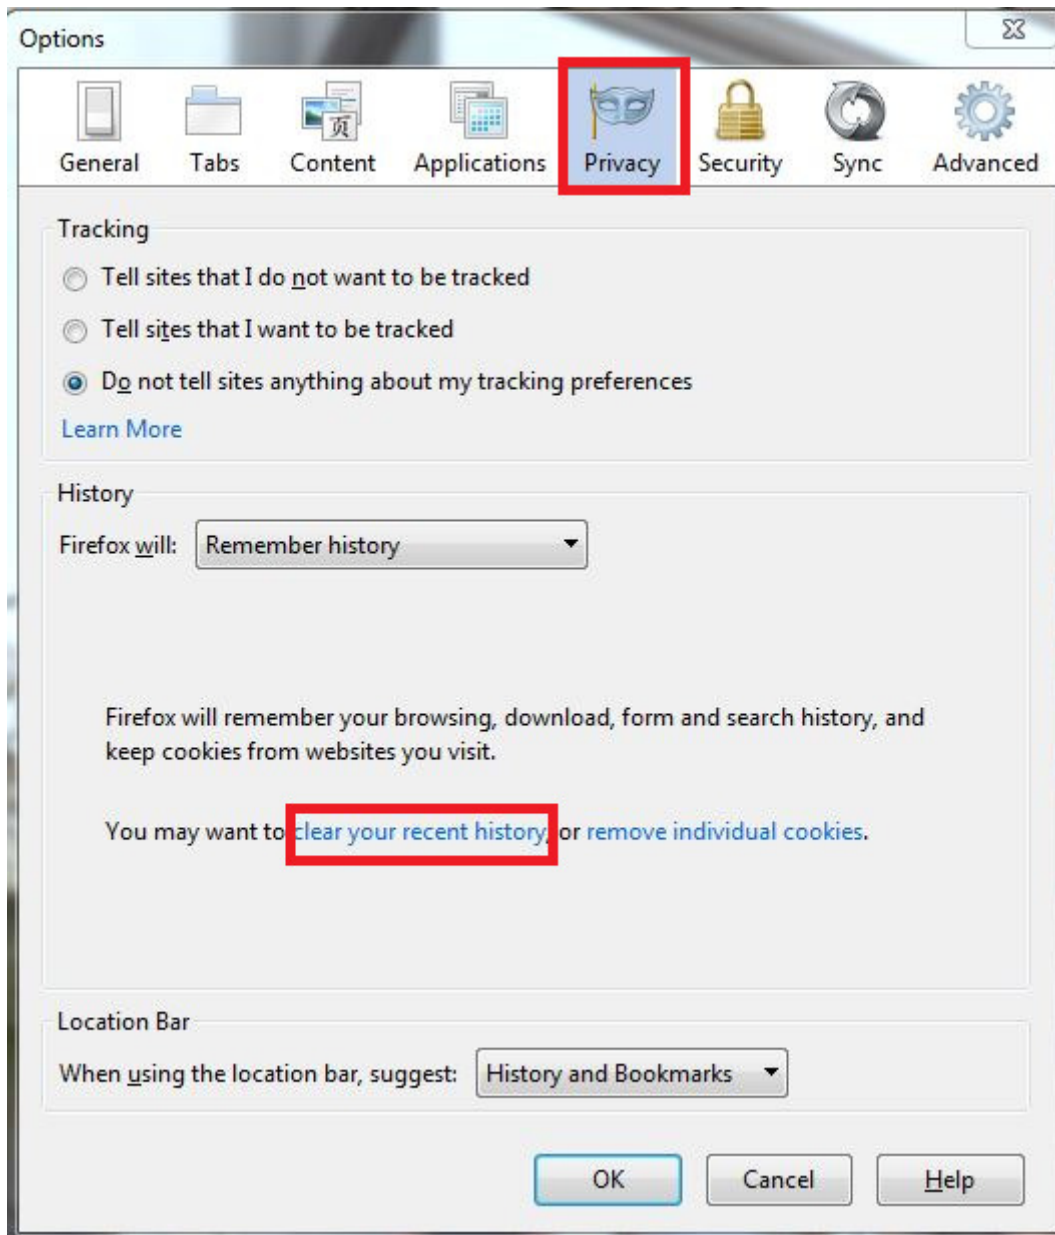 Options
页
General Tabs Content Applications Privacy Security Sync Advanced
Tracking
Tell sites that I do not want to be tracked
Tell sites that I want to be tracked
Do not tell sites anything about my tracking preferences
Learn More
History
Firefox will: Remember history
Firefox will remember your browsing, download, form and search history, and
keep cookies from websites you visit.
You may want to clear your recent history, or remove individual cookies.
Location Bar
When using the location bar, suggest: History and Bookmarks
OK Cancel Help